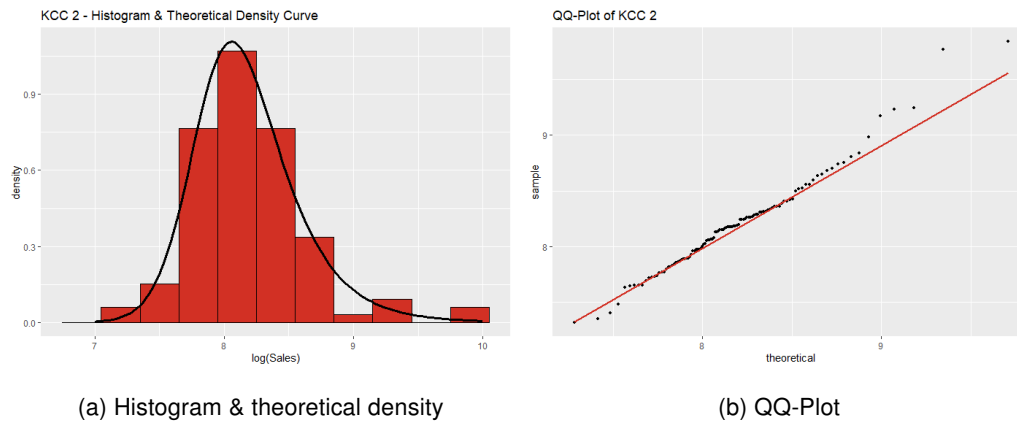 KCC 2 - Histogram & Theoretical Density Curve
0.9
0.6
0.3
0.0
density
7
8
9
10
log(Sales)
(a) Histogram & theoretical density
QQ-Plot of KCC 2
9
8
sample
8
9
theoretical
(b) QQ-Plot